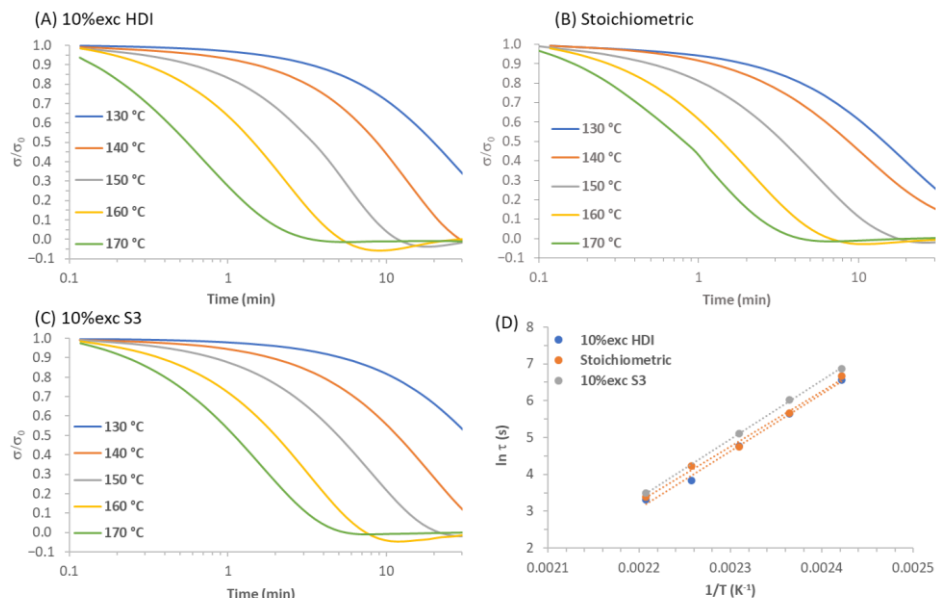 (A) 10%exc HDI
1.0
0.9
0.8
0.7
0.6
0.5
0.4
0.3
0.2
0.1
0.0
−0.1
σ/σ0
130 °C
140 °C
150 °C
160 °C
170 °C
0.1
1
10
Time (min)
(B) Stoichiometric
1.0
0.9
0.8
0.7
0.6
0.5
0.4
0.3
0.2
0.1
0.0
−0.1
σ/σ0
130 °C
140 °C
150 °C
160 °C
170 °C
0.1
1
10
Time (min)
(C) 10%exc S3
1.0
0.9
0.8
0.7
0.6
0.5
0.4
0.3
0.2
0.1
0.0
−0.1
σ/σ0
130 °C
140 °C
150 °C
160 °C
170 °C
0.1
1
10
Time (min)
(D)
8
7
6
5
4
3
2
ln τ (s)
10%exc HDI
Stoichiometric
10%exc S3
0.0021
0.0022
0.0023
0.0024
0.0025
1/T (K-1)